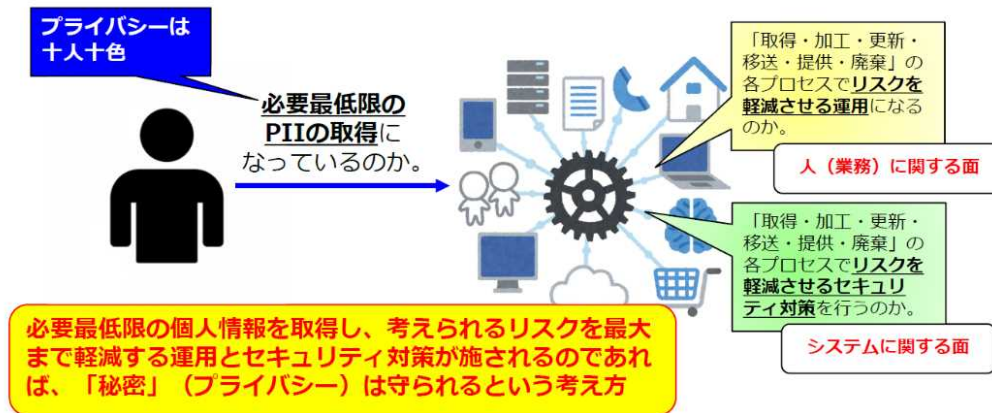 プライバシーは
十人十色
必要最低限の
PIIの取得に
なっているのか。
「取得・加工・更新・
移送・提供・廃棄」の
各プロセスでリスクを
軽減させる運用になる
のか。
人（業務）に関する面
「取得・加工・更新・
移送・提供・廃棄」の
各プロセスでリスクを
軽減させるセキュリ
ティ対策を行うのか。
システムに関する面
必要最低限の個人情報を取得し、考えられるリスクを最大
まで軽減する運用とセキュリティ対策が施されるのであれ
ば、「秘密」（プライバシー）は守られるという考え方